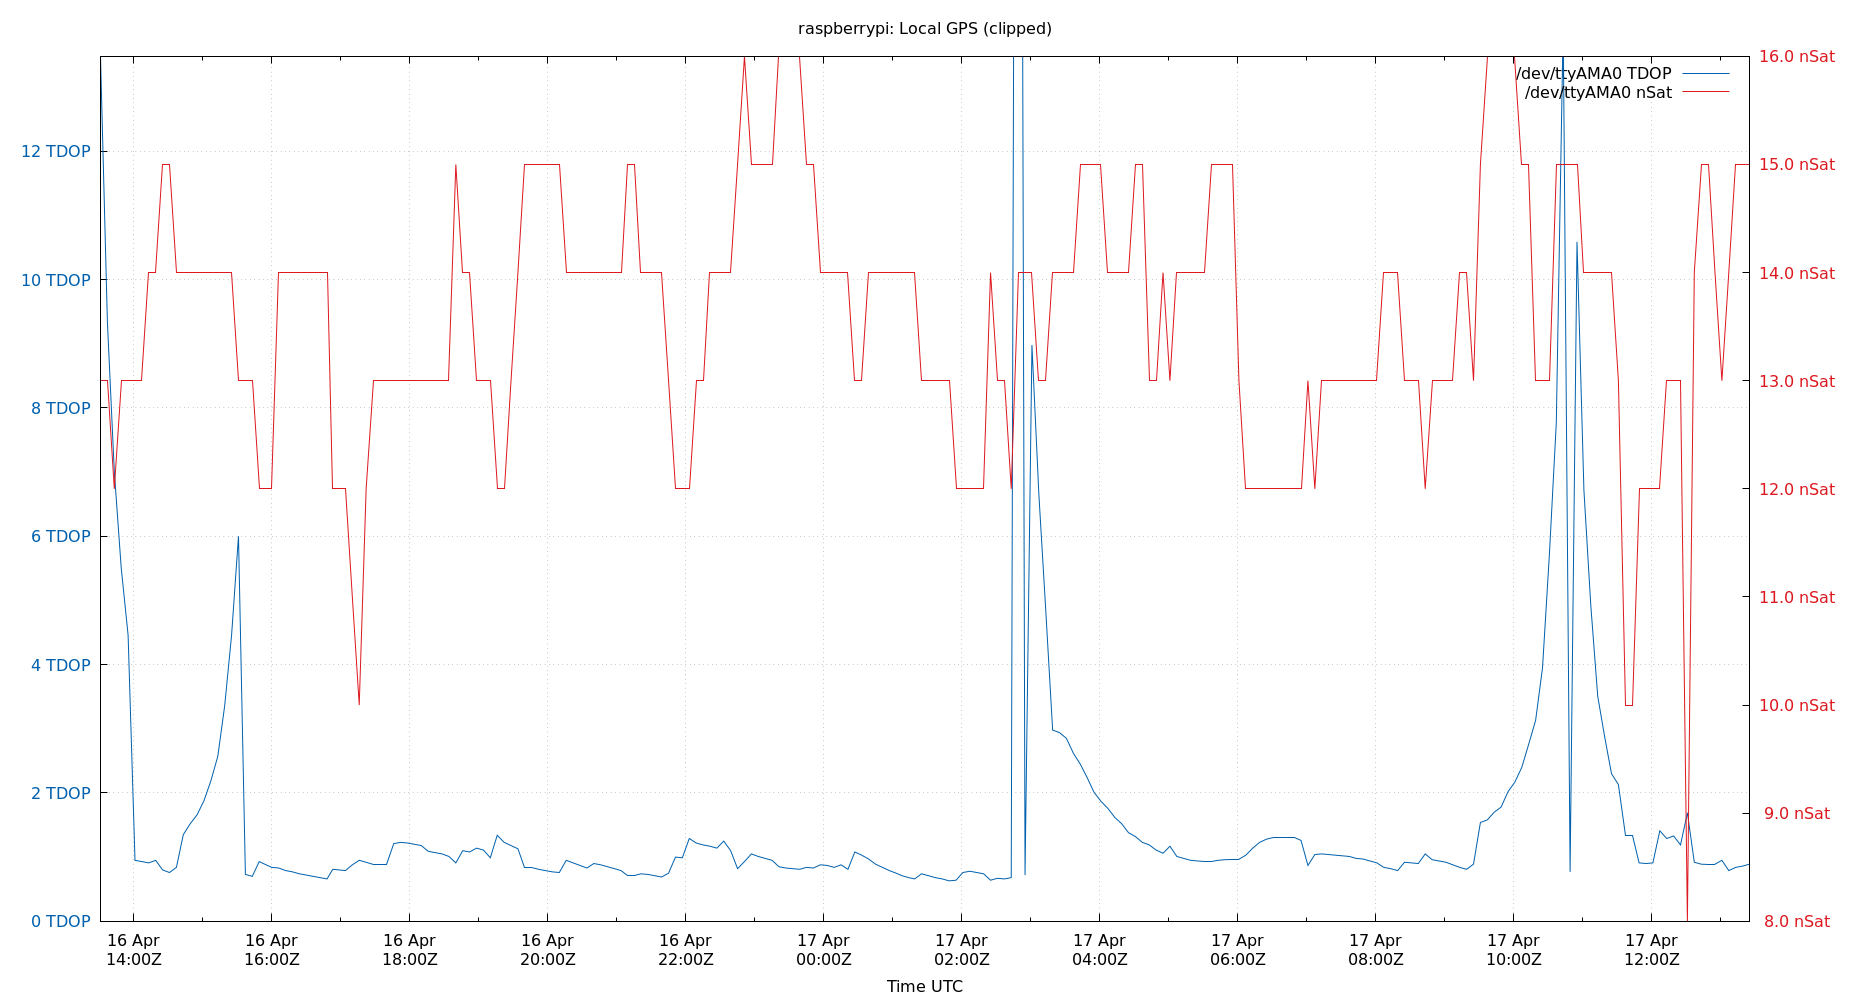 raspberrypi: Local GPS (clipped)
/dev/ttyAMA0 TDOP
/dev/ttyAMA0 nSat
12 TDOP
10 TDOP
8 TDOP
6 TDOP
4 TDOP
2 TDOP
0 TDOP
16.0 nSat
15.0 nSat
14.0 nSat
13.0 nSat
12.0 nSat
11.0 nSat
10.0 nSat
9.0 nSat
8.0 nSat
16 Apr 16 Apr 16 Apr 16 Apr 16 Apr 17 Apr 17 Apr 17 Apr 17 Apr 17 Apr 17 Apr 17 Apr
14:00Z 16:00Z 18:00Z 20:00Z 22:00Z 00:00Z 02:00Z 04:00Z 06:00Z 08:00Z 10:00Z 12:00Z
Time UTC